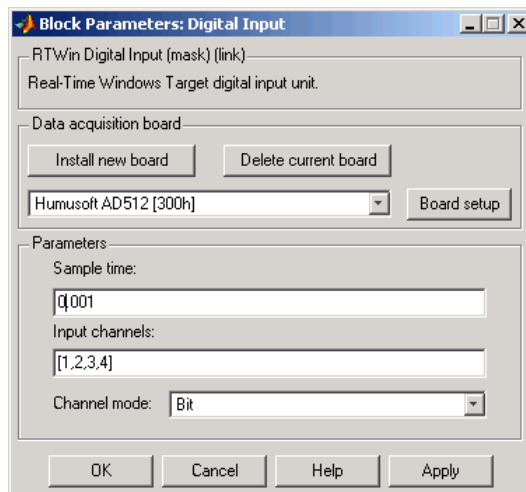 Block Parameters: Digital Input
RTWin Digital Input (mask) (link)
Real-Time Windows Target digital input unit.
Data acquisition board
Install new board
Delete current board
Humusoft AD512 [300h]
Board setup
Parameters
Sample time:
0.001
Input channels:
[1,2,3,4]
Channel mode:
Bit
OK
Cancel
Help
Apply